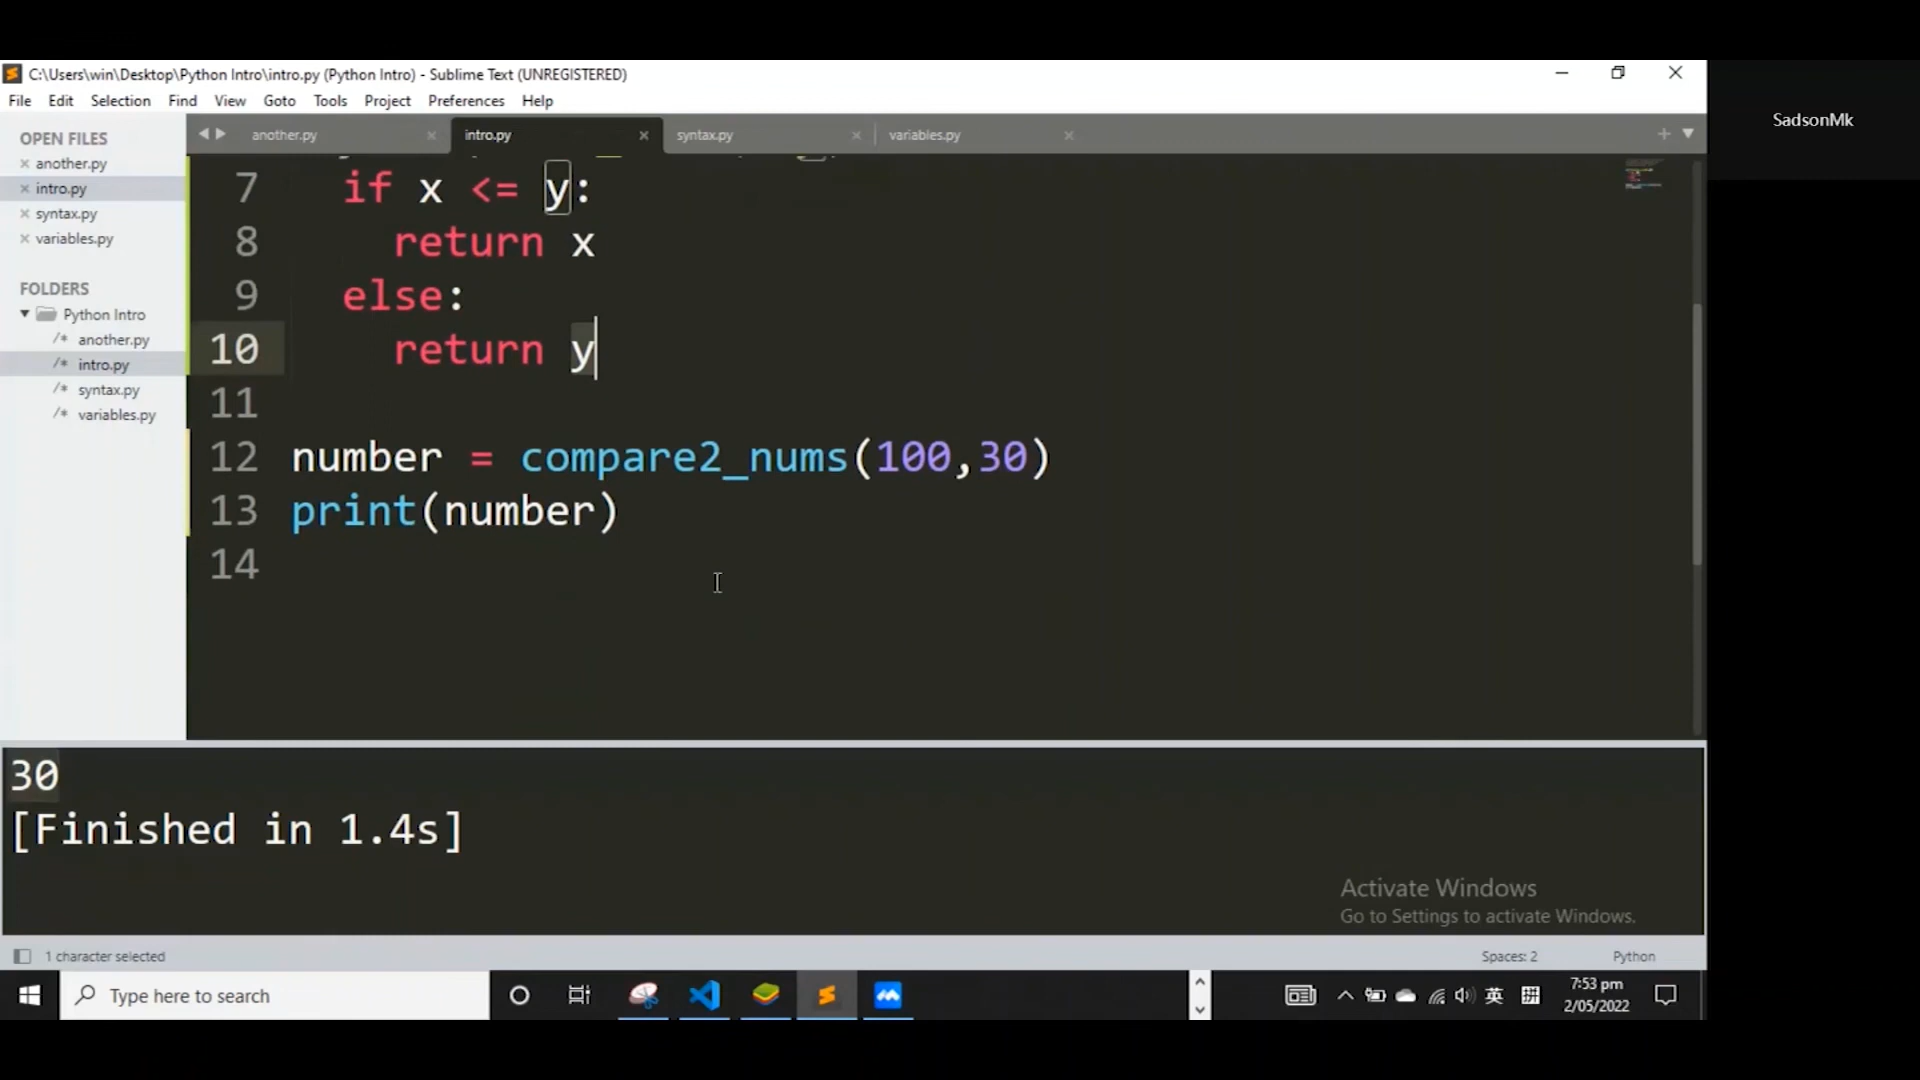 C:\Users\win\Desktop\Python Intro\intro.py (Python Intro) - Sublime Text (UNREGISTERED)
File Edit Selection Find View Goto Tools Project Preferences Help
OPEN FILES
another.py
intro.py
syntax.py
variables.py
FOLDERS
Python Intro
/* another.py
/* intro.py
/* syntax.py
/* variables.py
another.py intro.py syntax.py variables.py
7 if x <= y:
8 return x
9 else:
10 return y
11
12 number = compare2_nums(100,30)
13 print(number)
14
30
[Finished in 1.4s]
Activate Windows
Go to Settings to activate Windows.
1 character selected Spaces: 2 Python
Type here to search
英
7:53 pm
2/05/2022
SadsonMk